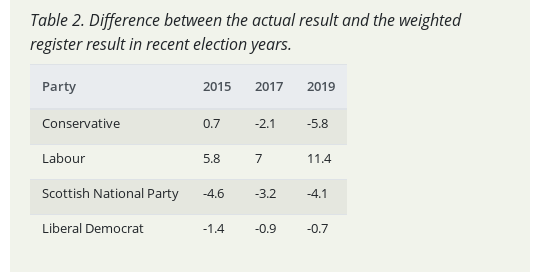 Table 2. Difference between the actual result and the weighted
register result in recent election years.
Party 2015 2017 2019
Conservative 0.7 -2.1 -5.8
Labour 5.8 7 11.4
Scottish National Party -4.6 -3.2 -4.1
Liberal Democrat -1.4 -0.9 -0.7